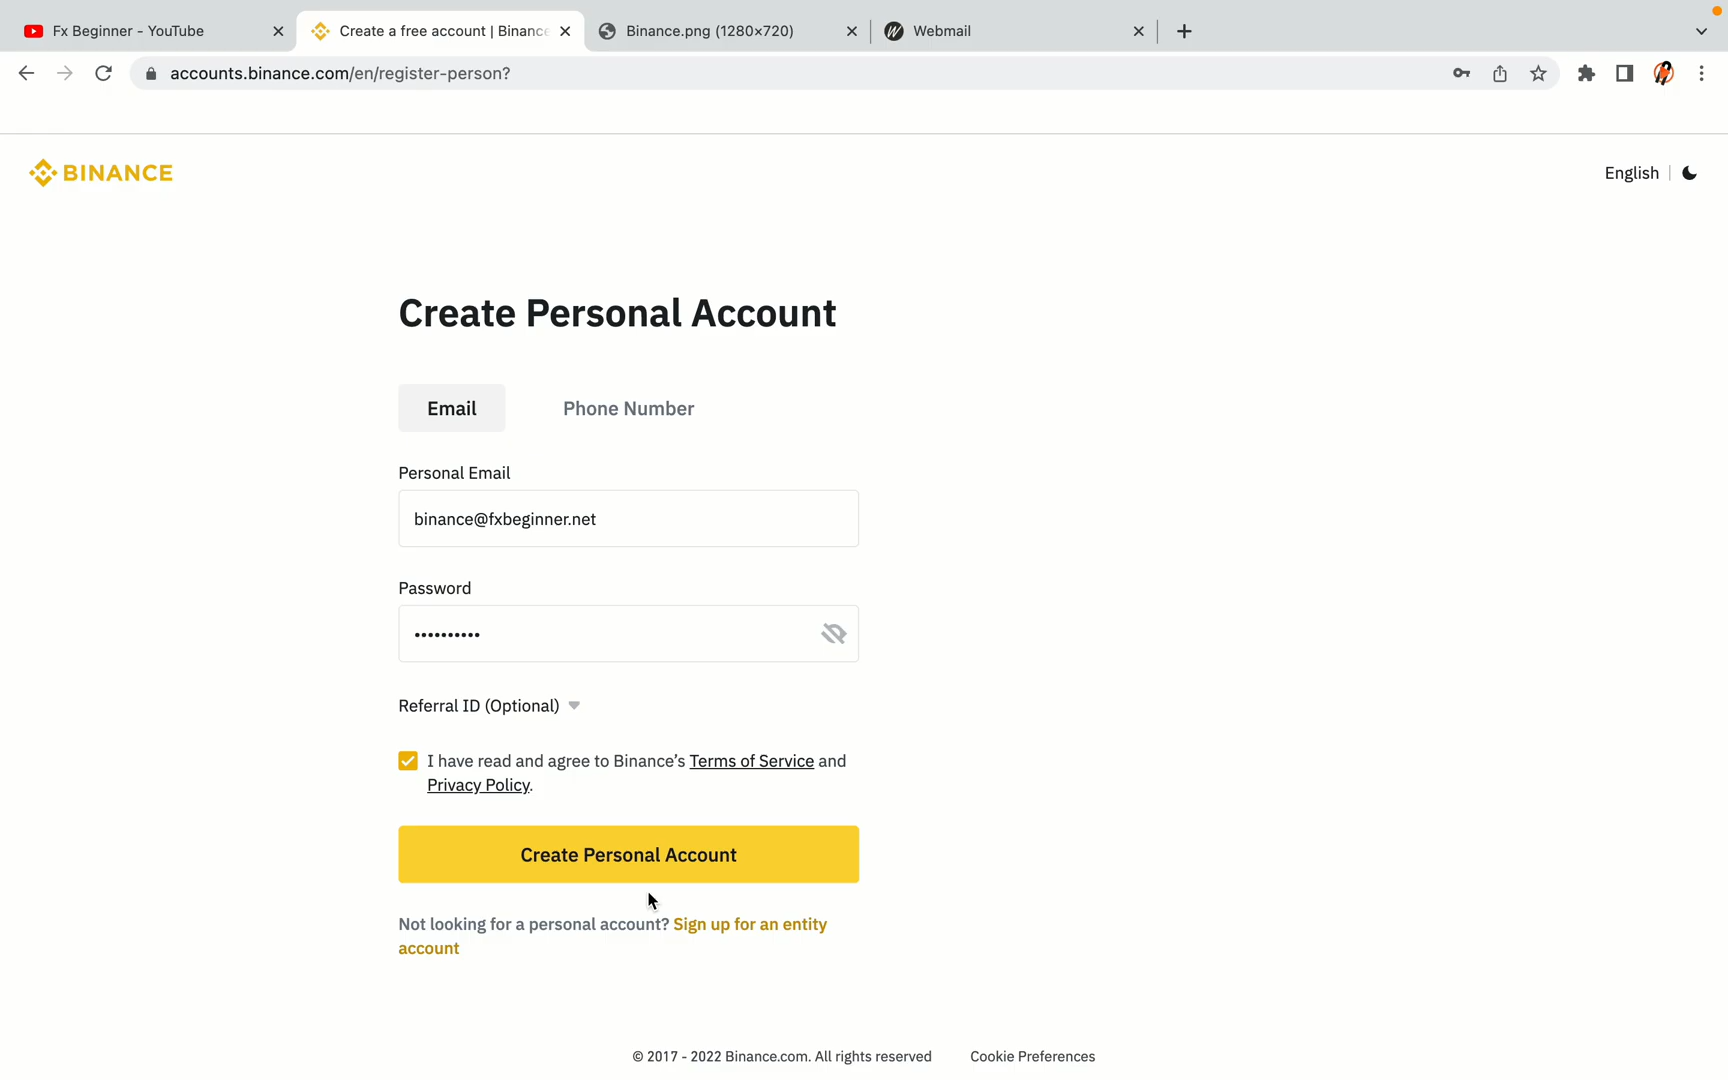 Fx Beginner - YouTube
Create a free account | Binance
Binance.png (1280×720)
Webmail
accounts.binance.com/en/register-person?
BINANCE
English
Create Personal Account
Email
Phone Number
Personal Email
binance@fxbeginner.net
Password
••••••••••
Referral ID (Optional)
I have read and agree to Binance’s Terms of Service and
Privacy Policy.
Create Personal Account
Not looking for a personal account? Sign up for an entity
account
© 2017 - 2022 Binance.com. All rights reserved
Cookie Preferences